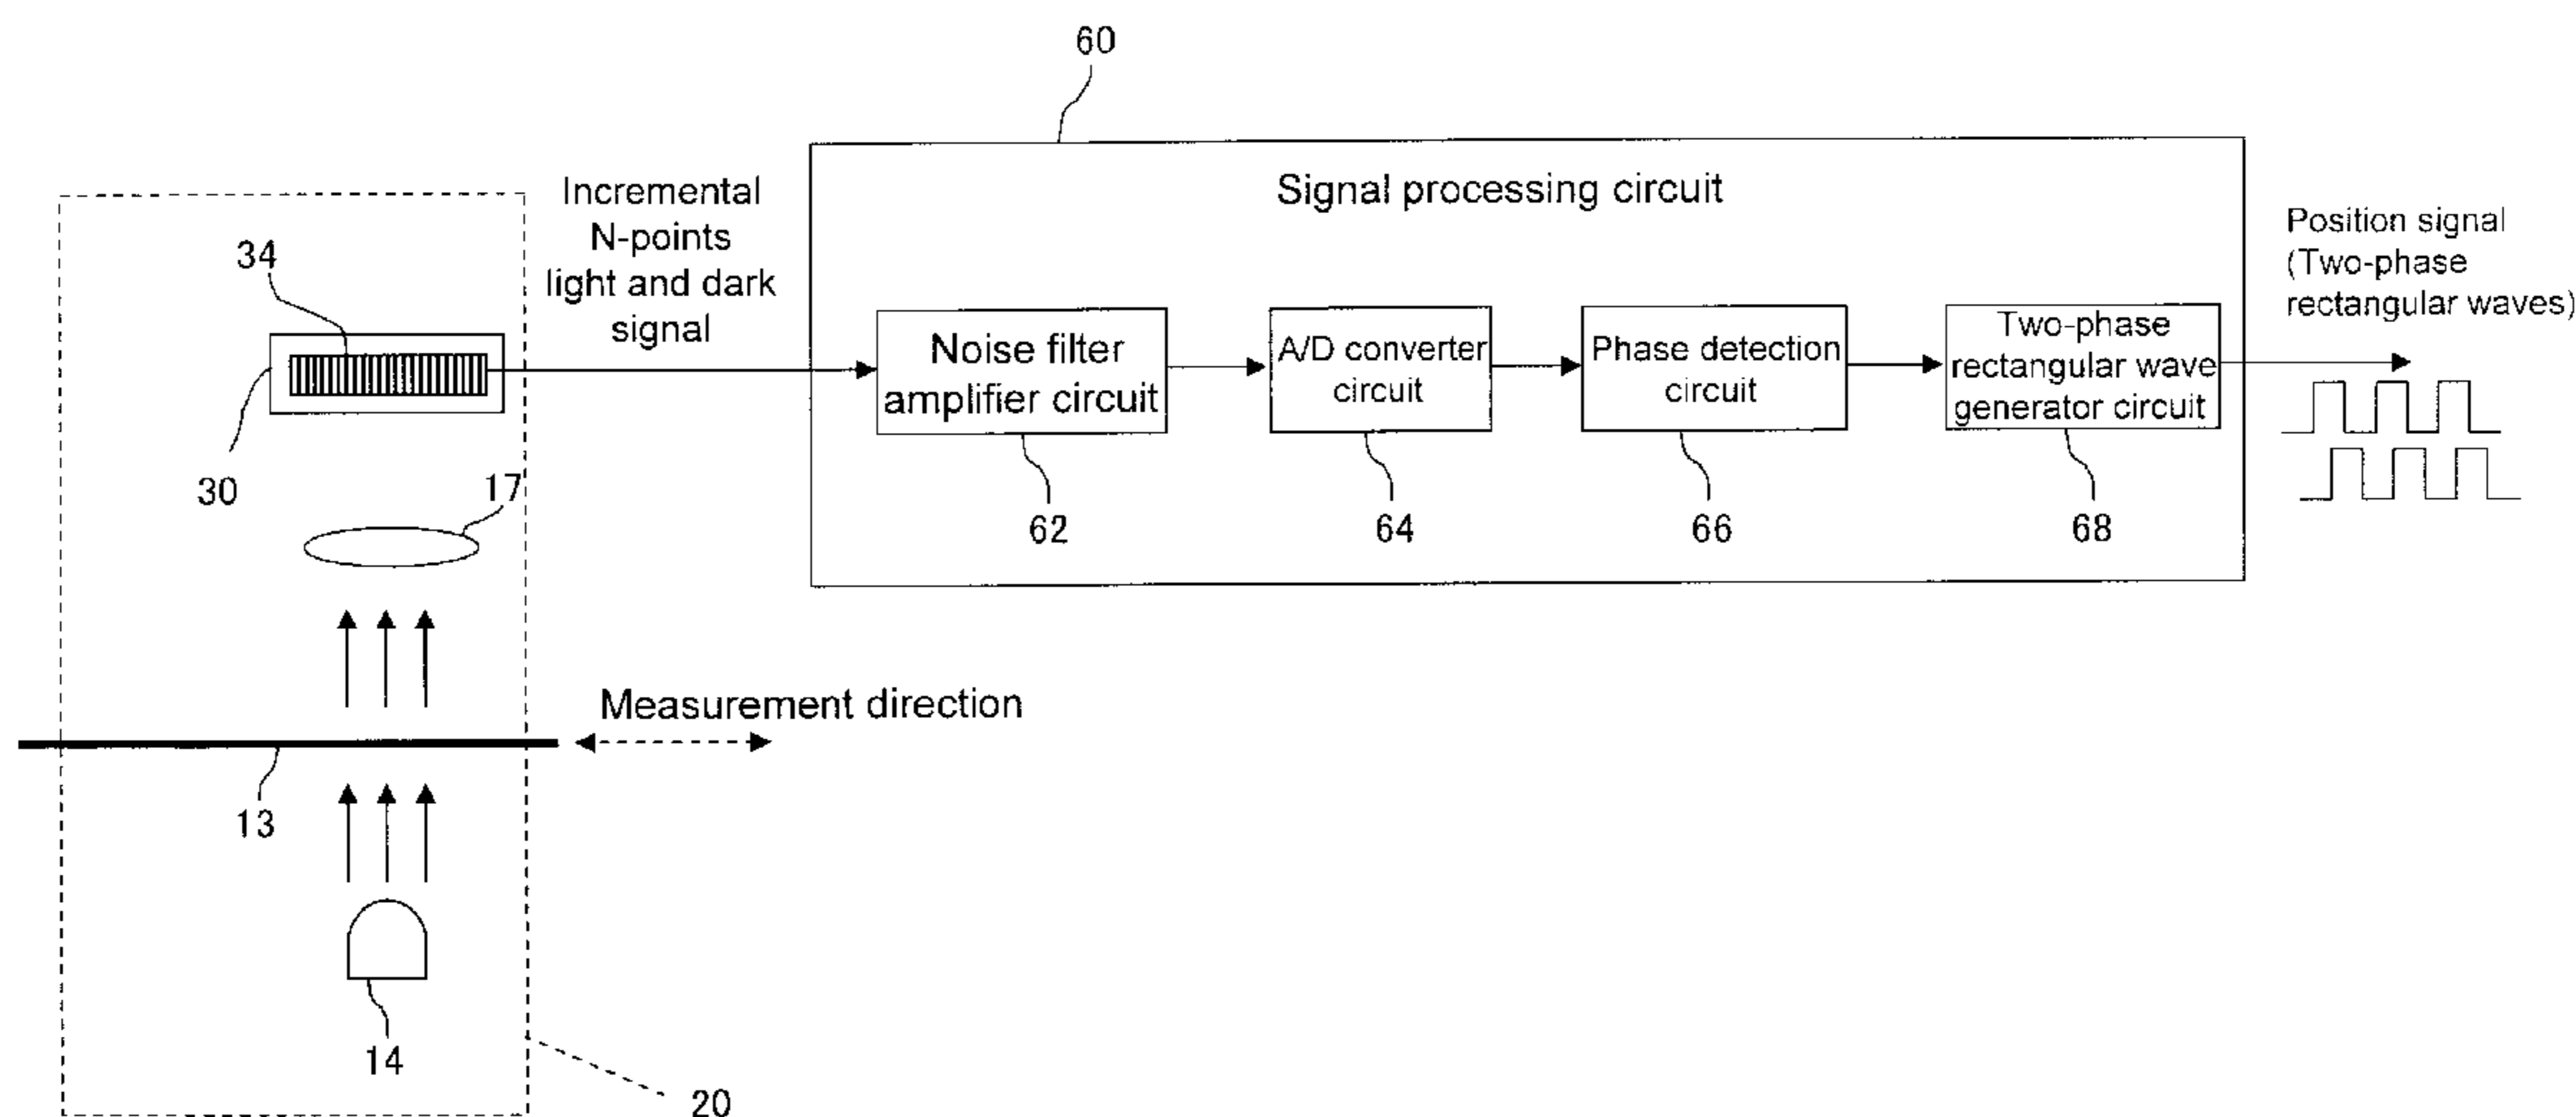 60
Incremental
N-points
light and dark
signal
Signal processing circuit
Position signal
(Two-phase
rectangular waves)
34
Noise filter
amplifier circuit
A/D converter
circuit
Phase detection
circuit
Two-phase
rectangular wave
generator circuit
30
17
62
64
66
68
Measurement direction
13
14
20